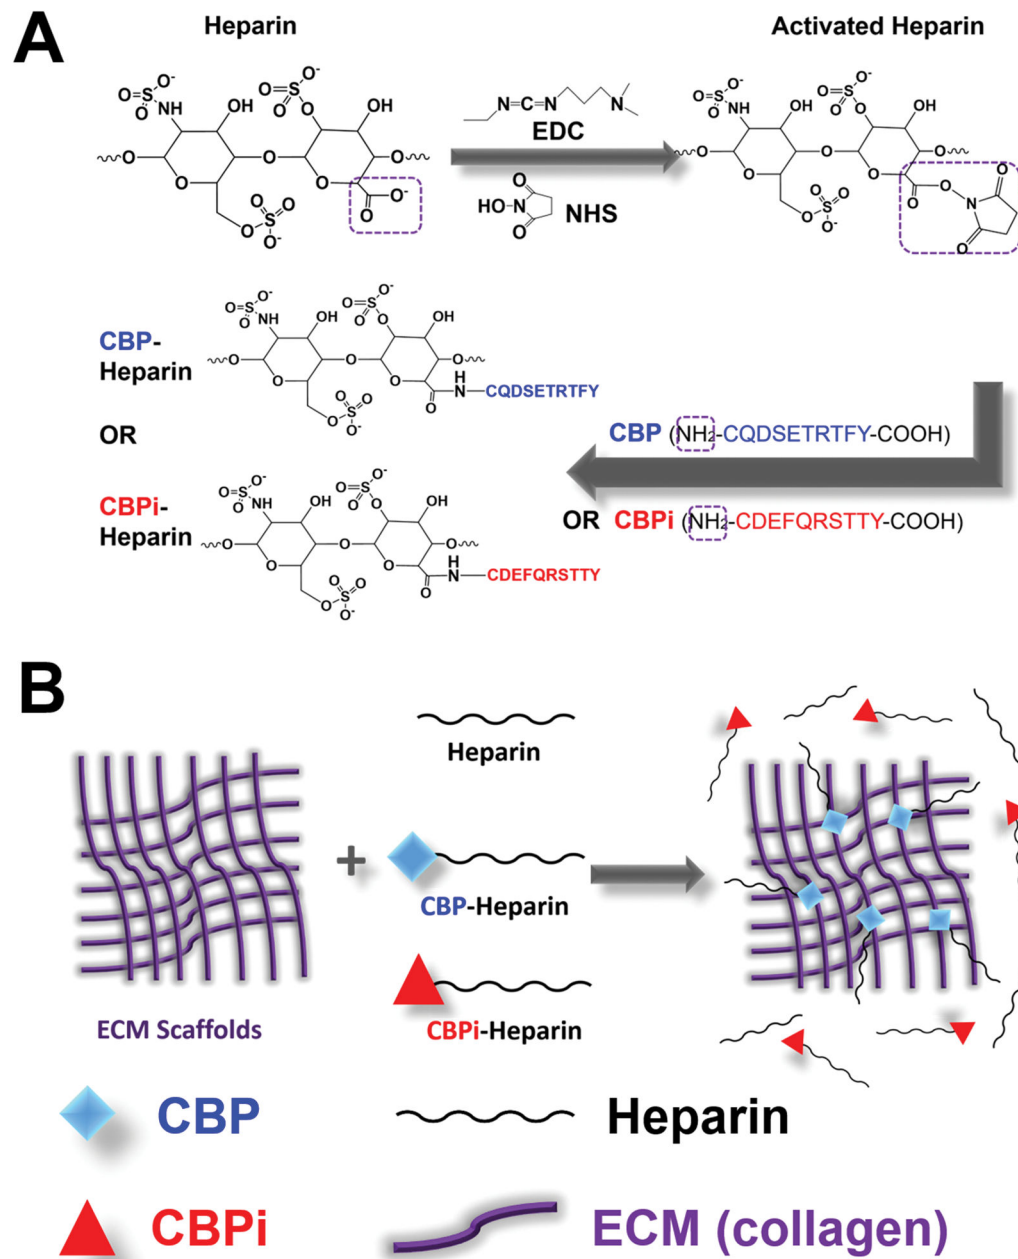 A
Heparin
Activated Heparin
EDC
NHS
CBP-
Heparin
CQDSETRTFY
OR
CBP (NH2-CQDSETRTFY-COOH)
CBPi-
Heparin
CDEFQRSTTY
OR CBPi (NH2-CDEFQRSTTY-COOH)
B
Heparin
+
CBP-Heparin
CBPi-Heparin
ECM Scaffolds
CBP
Heparin
CBPi
ECM (collagen)